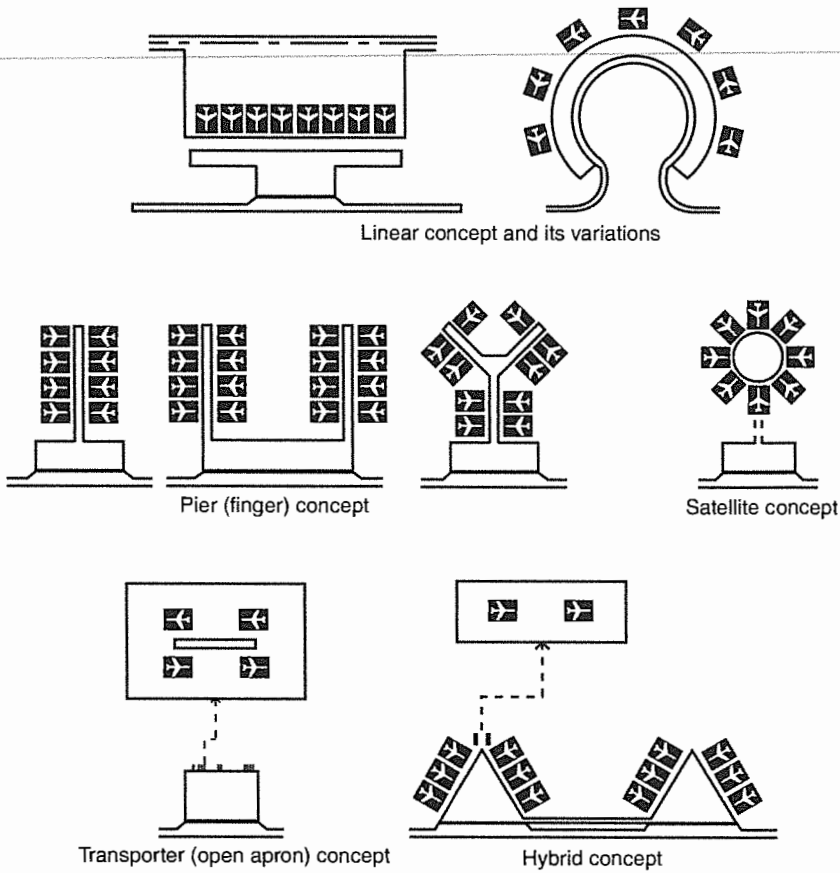 Linear concept and its variations
Pier (finger) concept
Satellite concept
Transporter (open apron) concept
Hybrid concept